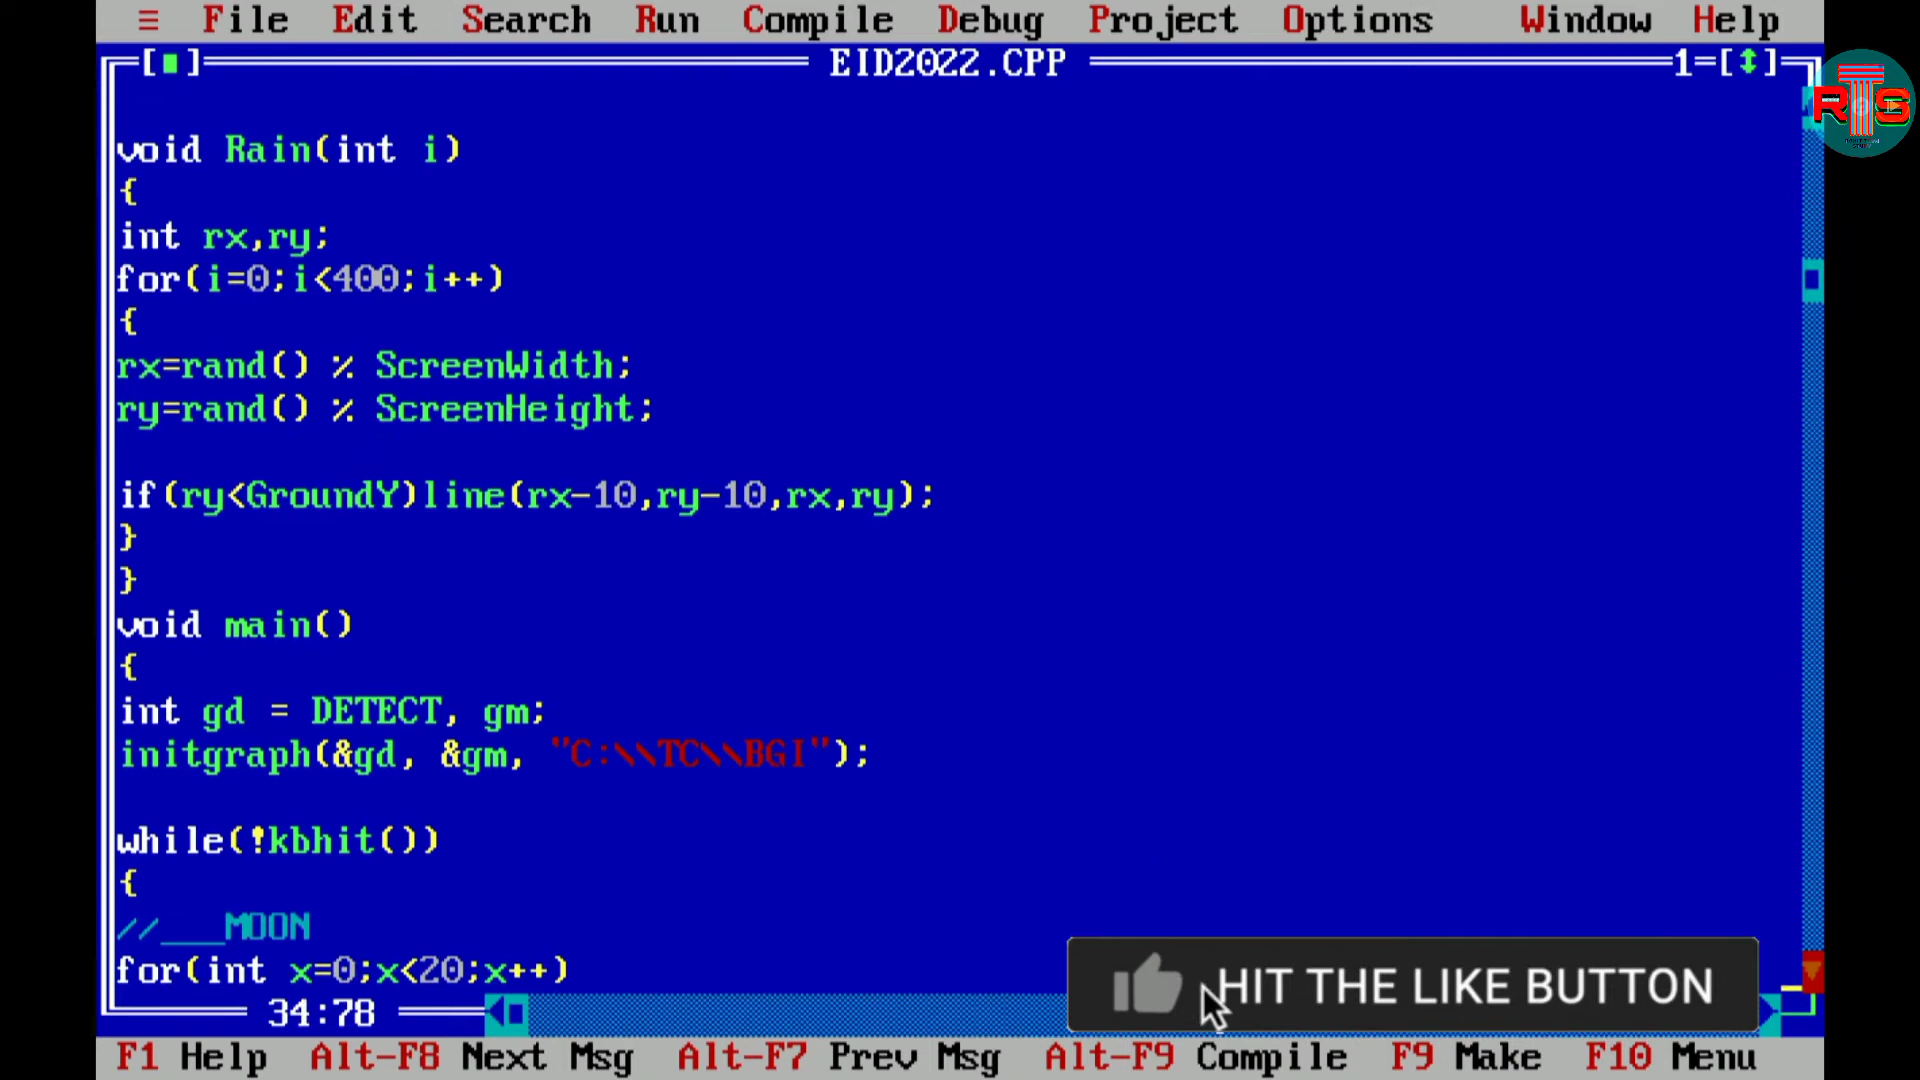 ≡ File Edit Search Run Compile Debug Project Options Window Help
[■] EID2022.CPP 1=[↕]
RTS
void Rain(int i)
{
int rx,ry;
for(i=0;i<400;i++)
{
rx=rand() % ScreenWidth;
ry=rand() % ScreenHeight;
if(ry<GroundY)line(rx-10,ry-10,rx,ry);
}
}
void main()
{
int gd = DETECT, gm;
initgraph(&gd, &gm, "C:\\TC\\BGI");
while(!kbhit())
{
//___MOON
for(int x=0;x<20;x++)
HIT THE LIKE BUTTON
34:78
F1 Help Alt-F8 Next Msg Alt-F7 Prev Msg Alt-F9 Compile F9 Make F10 Menu